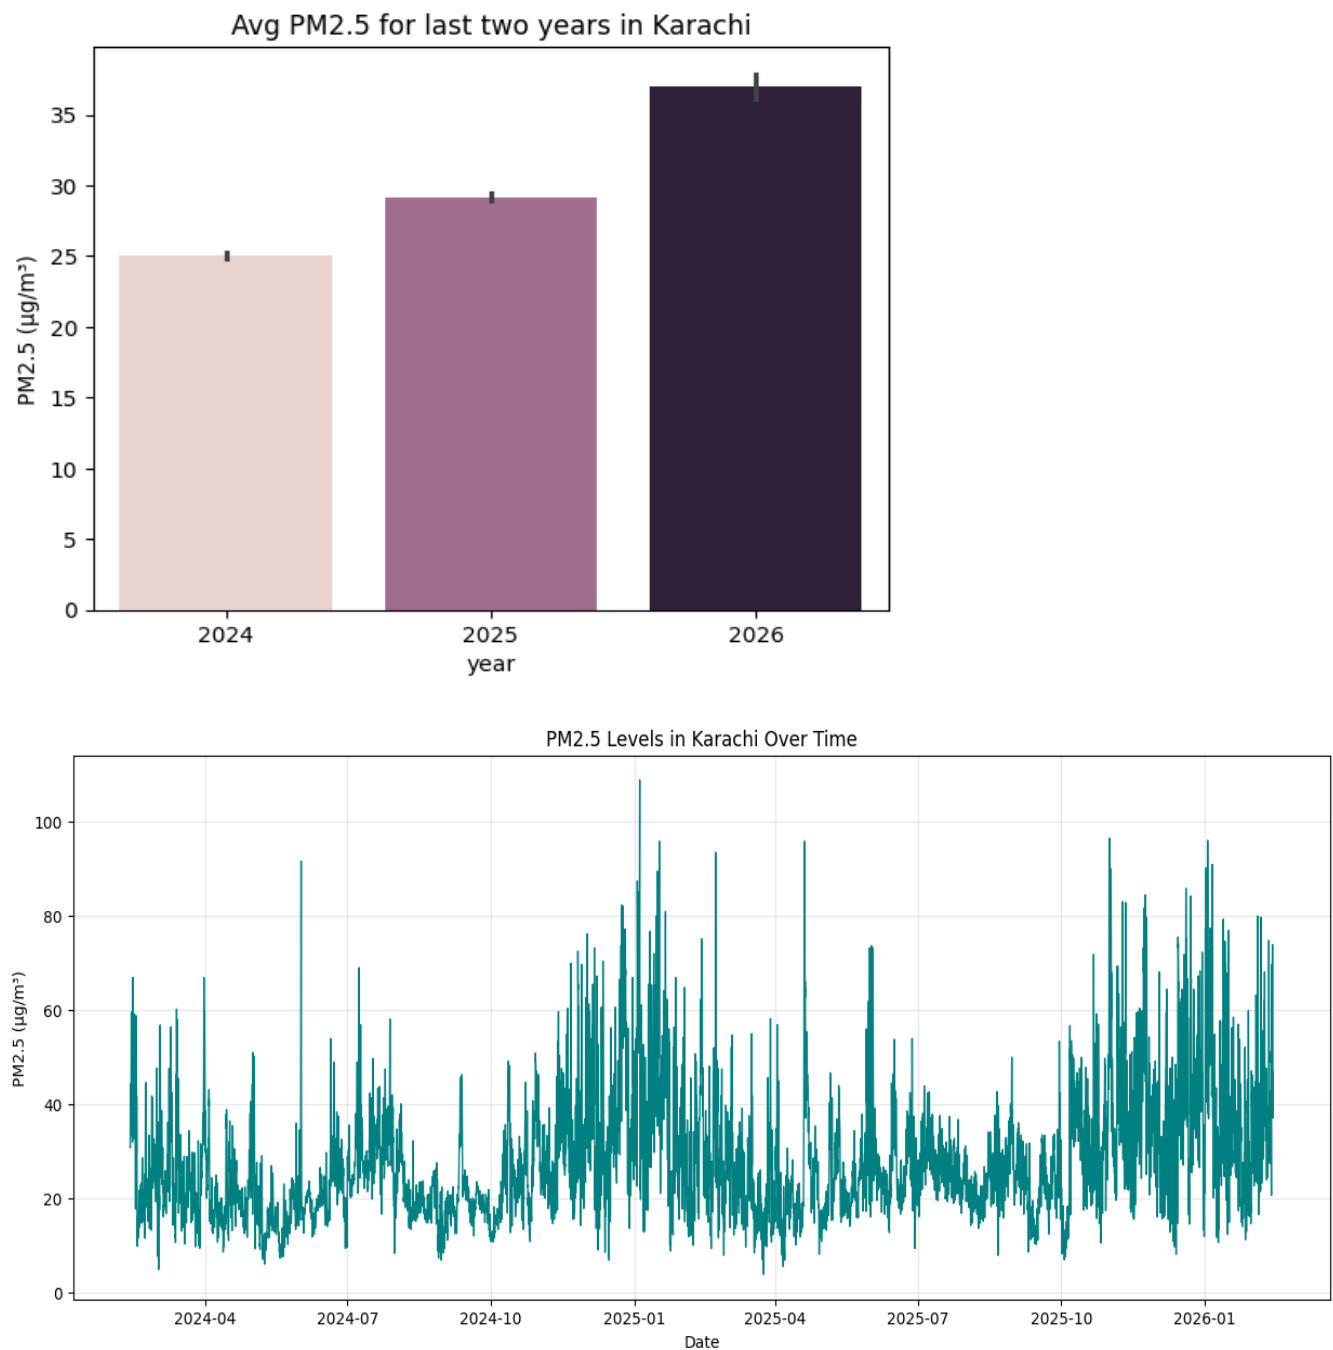 Avg PM2.5 for last two years in Karachi
35
30
25
20
15
10
5
0
PM2.5 (µg/m³)
2024 2025 2026
year
PM2.5 Levels in Karachi Over Time
100
80
60
40
20
0
PM2.5 (µg/m³)
2024-04 2024-07 2024-10 2025-01 2025-04 2025-07 2025-10 2026-01
Date